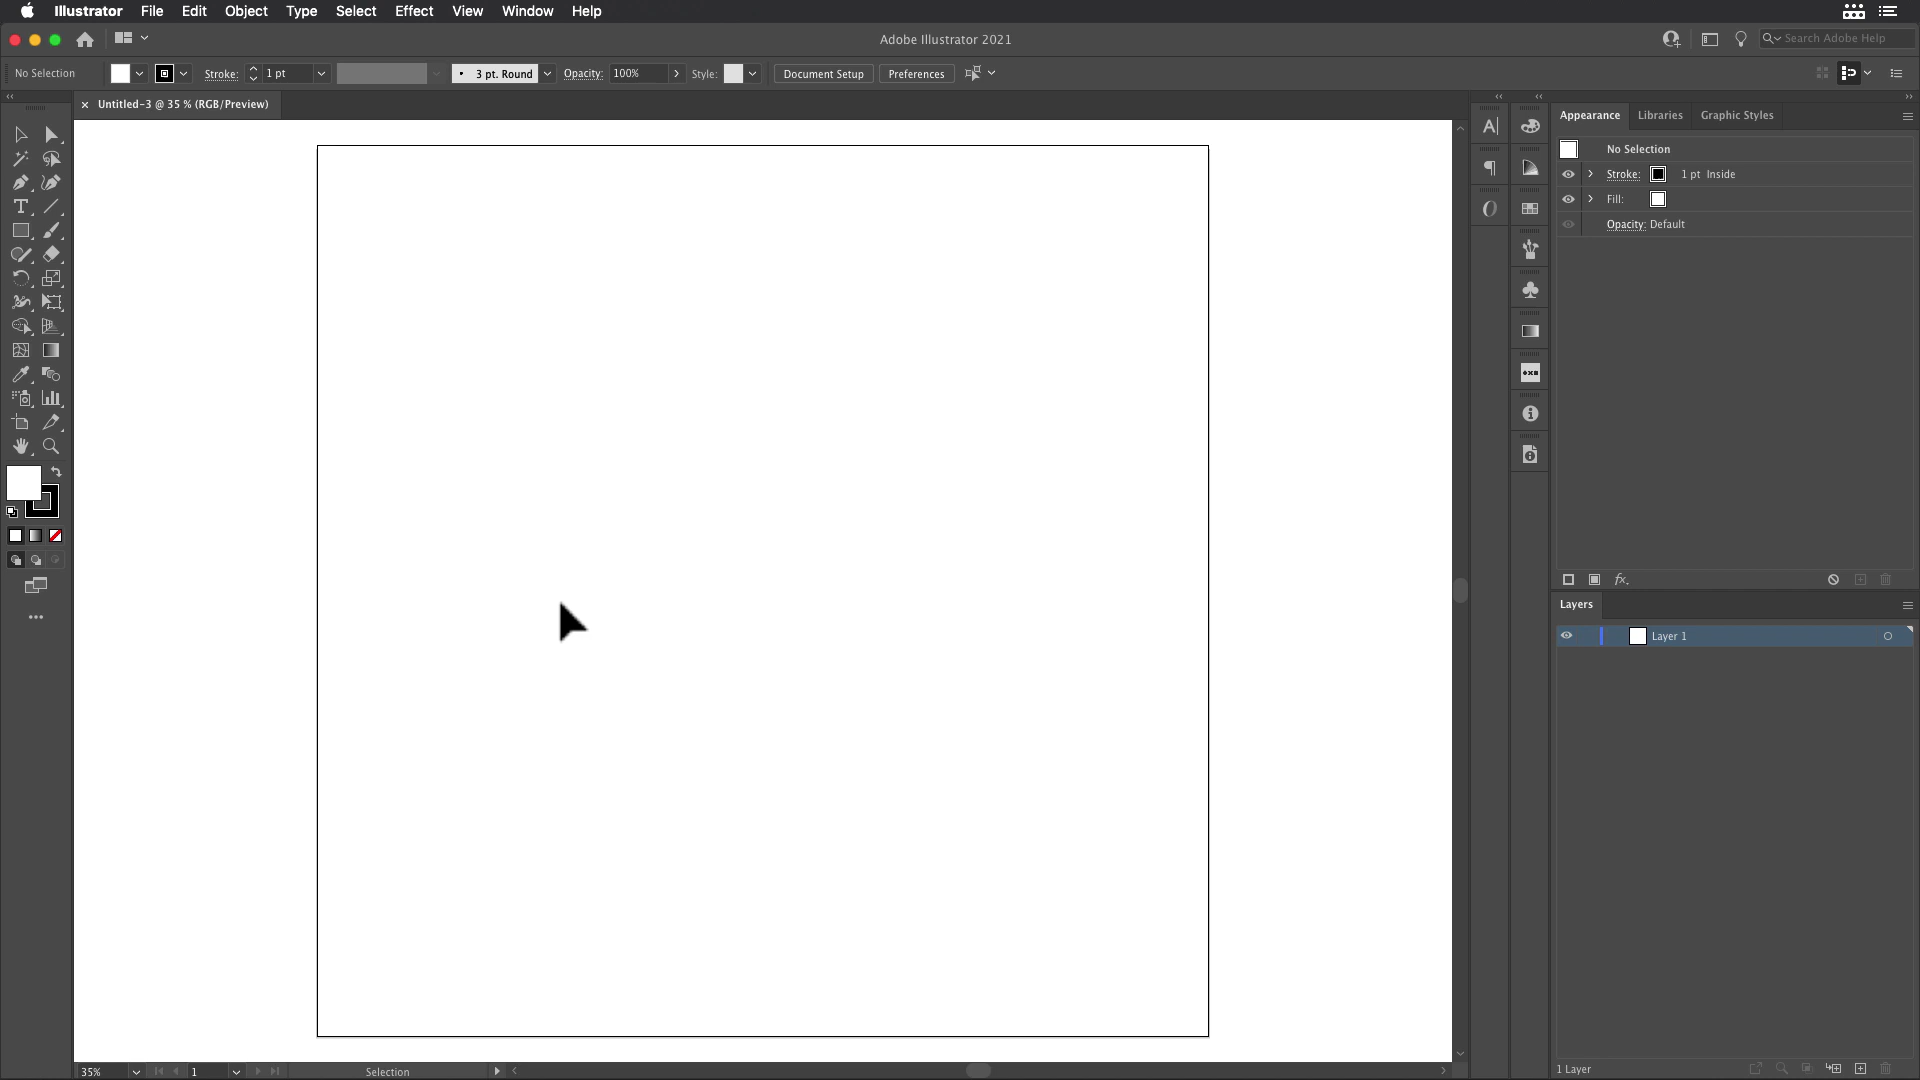 Illustrator File Edit Object Type Select Effect View Window Help
Adobe Illustrator 2021
Search Adobe Help
No Selection Stroke: 1 pt 3 pt. Round Opacity: 100% Style: Document Setup Preferences
Untitled-3 @ 35 % (RGB/Preview)
Appearance Libraries Graphic Styles
No Selection
Stroke: 1 pt Inside
Fill:
Opacity: Default
fx.
Layers
Layer 1
35% 1 Selection
1 Layer